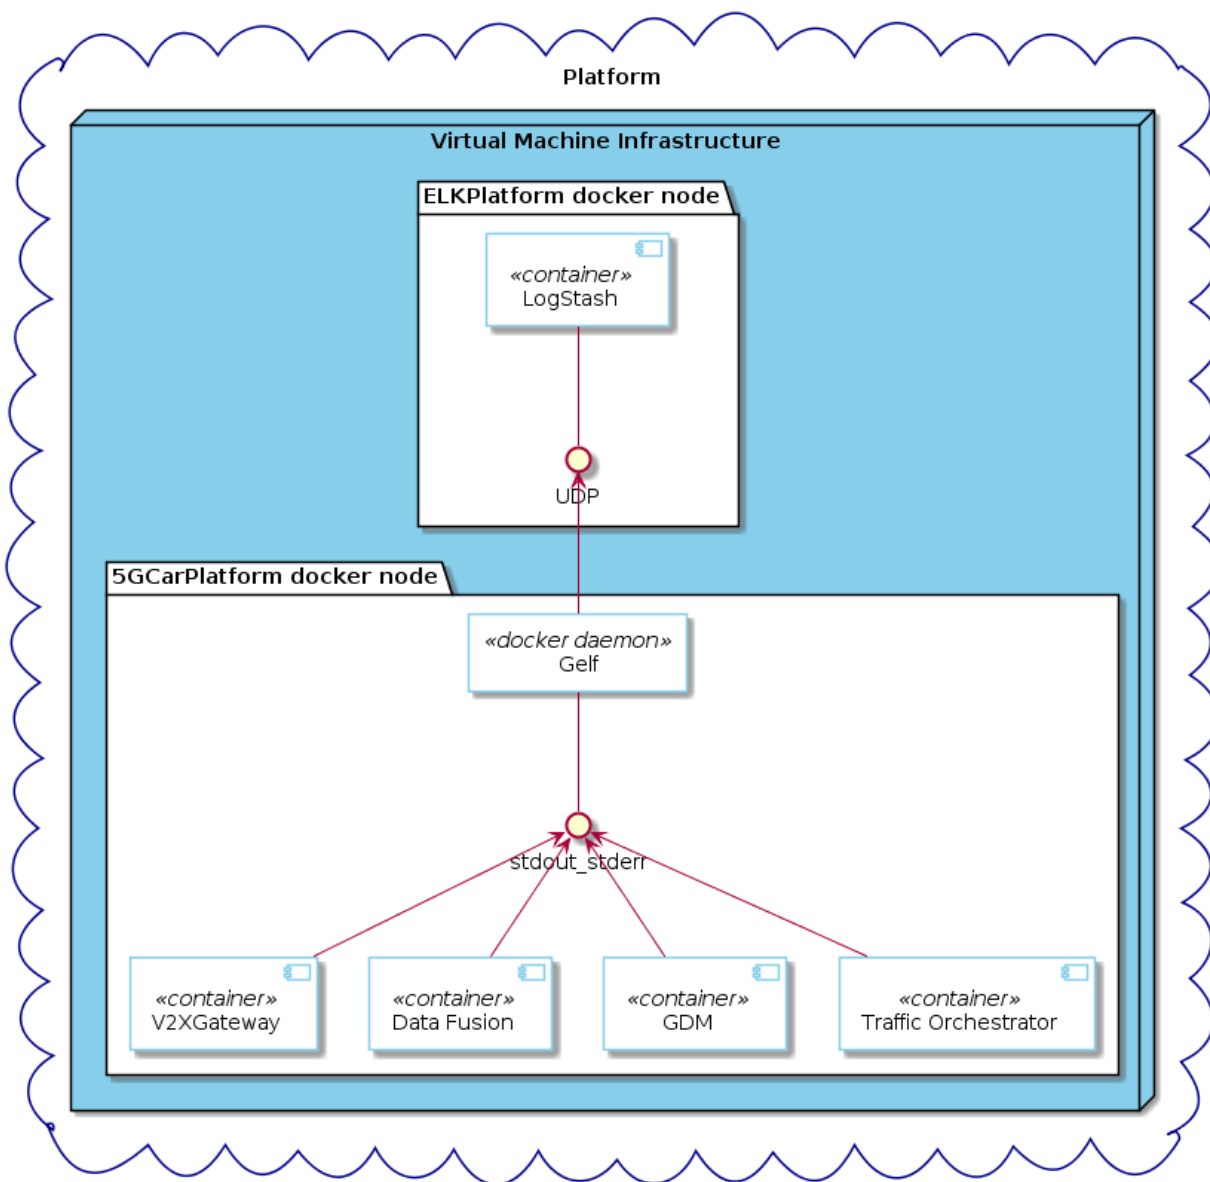 Platform
Virtual Machine Infrastructure
ELKPlatform docker node
«container»
LogStash
UDP
5GCarPlatform docker node
«docker daemon»
Gelf
stdout_stderr
«container»
V2XGateway
«container»
Data Fusion
«container»
GDM
«container»
Traffic Orchestrator